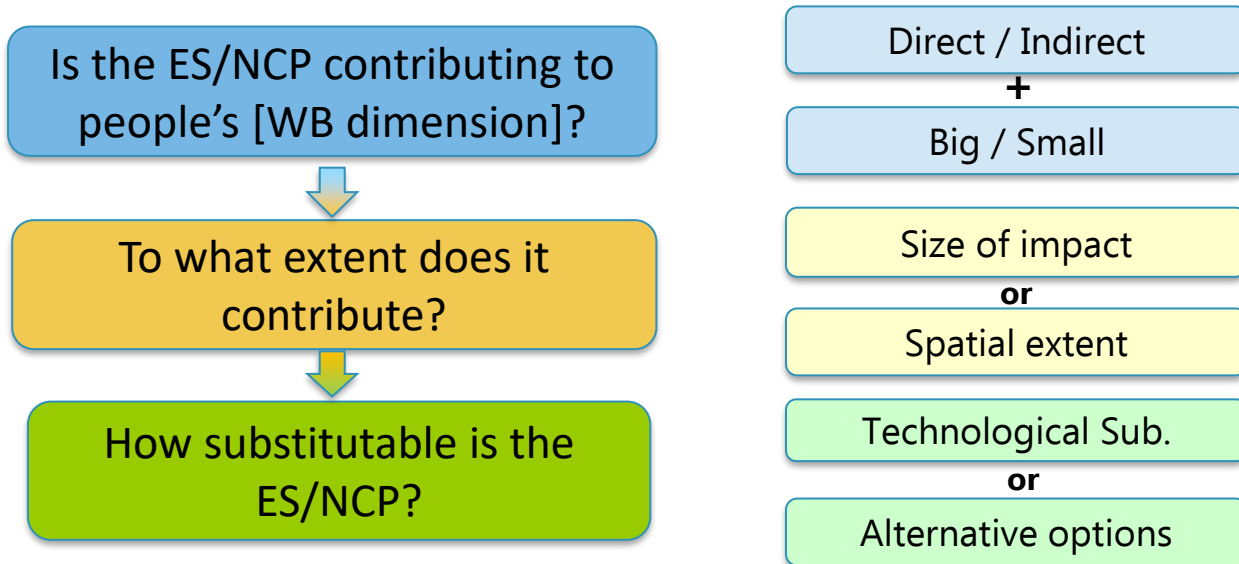 Is the ES/NCP contributing to
people’s [WB dimension]?
To what extent does it
contribute?
How substitutable is the
ES/NCP?
Direct / Indirect
+
Big / Small
Size of impact
or
Spatial extent
Technological Sub.
or
Alternative options